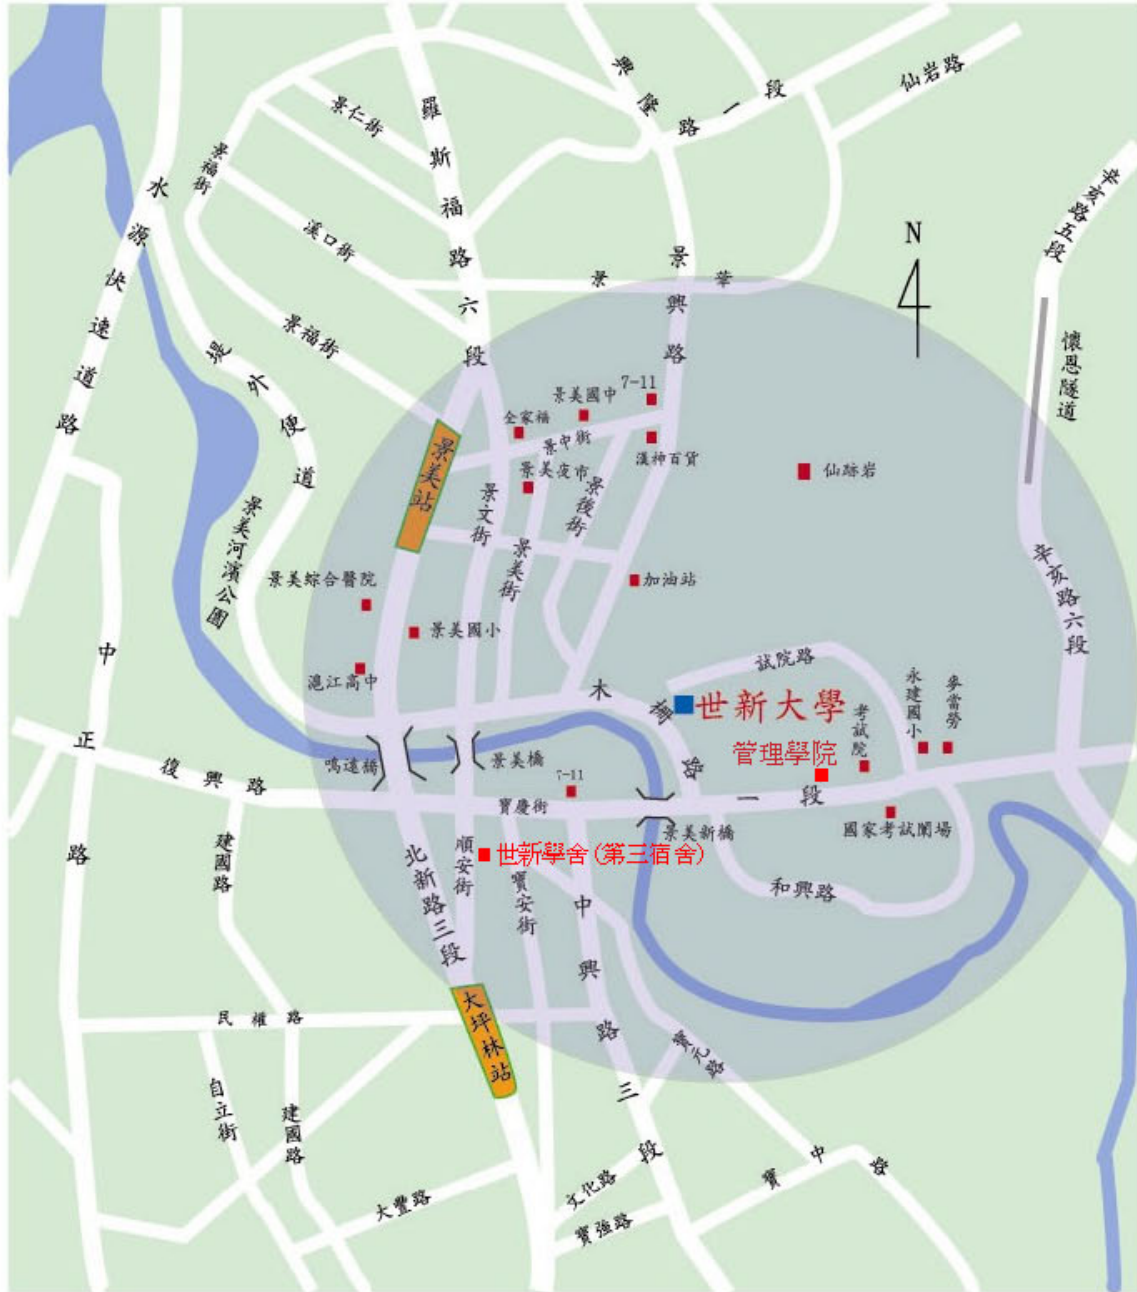 羅斯福路六段
興隆路一段
仙岩路
景仁街
景福街
水源快速道路
辛亥路五段
溪口街
N
景興路
景華
景福街
堤外便道
懷恩隧道
7-11
景美國中
全家福
景中街
漢神百貨
景美站
景美夜市
仙跡岩
景文街
景後街
景美街
景美河濱公園
景美綜合醫院
加油站
辛亥路六段
景美國小
滬江高中
試院路
木柵路一段
世新大學
永建國小
麥當勞
考試院
管理學院
中正路
復興路
鳴遠橋
景美橋
7-11
寶慶街
景美新橋
國家考試闈場
建國路
北新路三段
順安街
世新學舍(第三宿舍)
寶安街
和興路
中興路三段
大坪林站
民權路
寶元路
自立街
建國路
大豐路
文化路
寶強路
寶中路